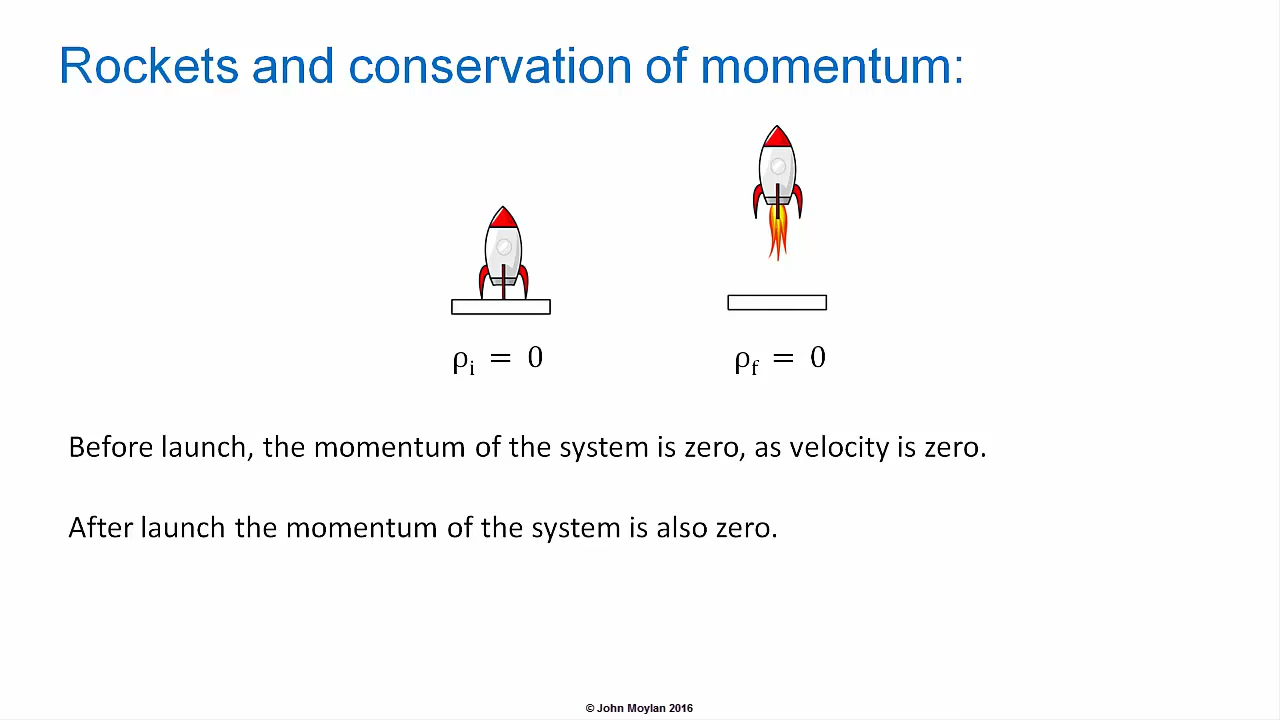 Rockets and conservation of momentum:
ρi = 0
ρf = 0
Before launch, the momentum of the system is zero, as velocity is zero.
After launch the momentum of the system is also zero.
© John Moylan 2016